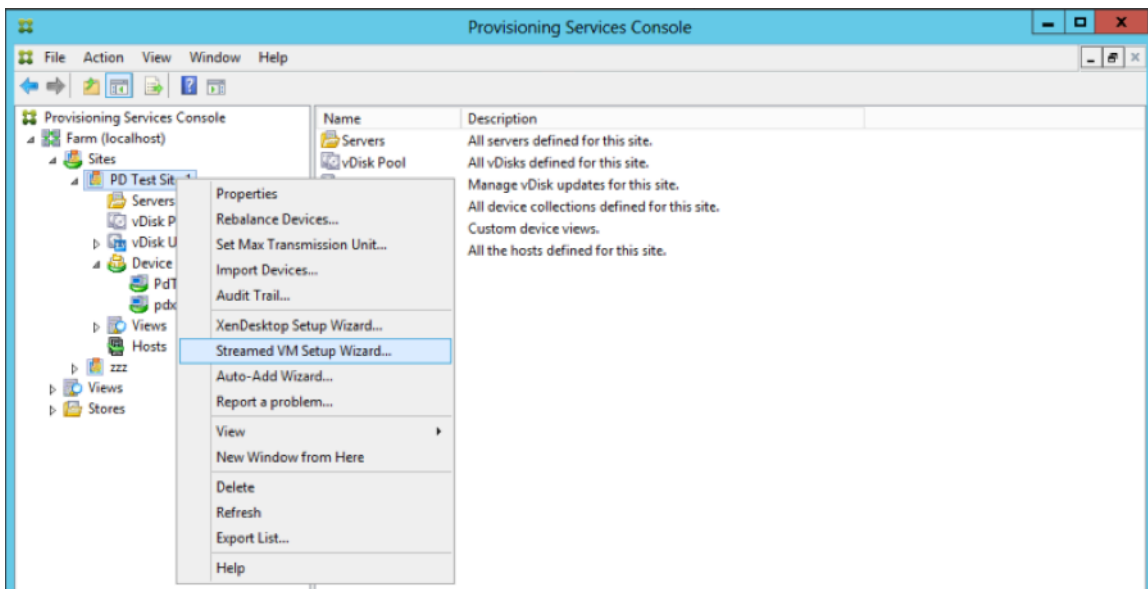 Provisioning Services Console
File Action View Window Help
Provisioning Services Console
Farm (localhost)
Sites
PD Test Site 1
Servers
vDisk P
vDisk U
Device
PdT
pdx
Views
Hosts
zzz
Views
Stores
Name Description
Servers All servers defined for this site.
vDisk Pool All vDisks defined for this site.
Manage vDisk updates for this site.
All device collections defined for this site.
Custom device views.
All the hosts defined for this site.
Properties
Rebalance Devices...
Set Max Transmission Unit...
Import Devices...
Audit Trail...
XenDesktop Setup Wizard...
Streamed VM Setup Wizard...
Auto-Add Wizard...
Report a problem...
View
New Window from Here
Delete
Refresh
Export List...
Help